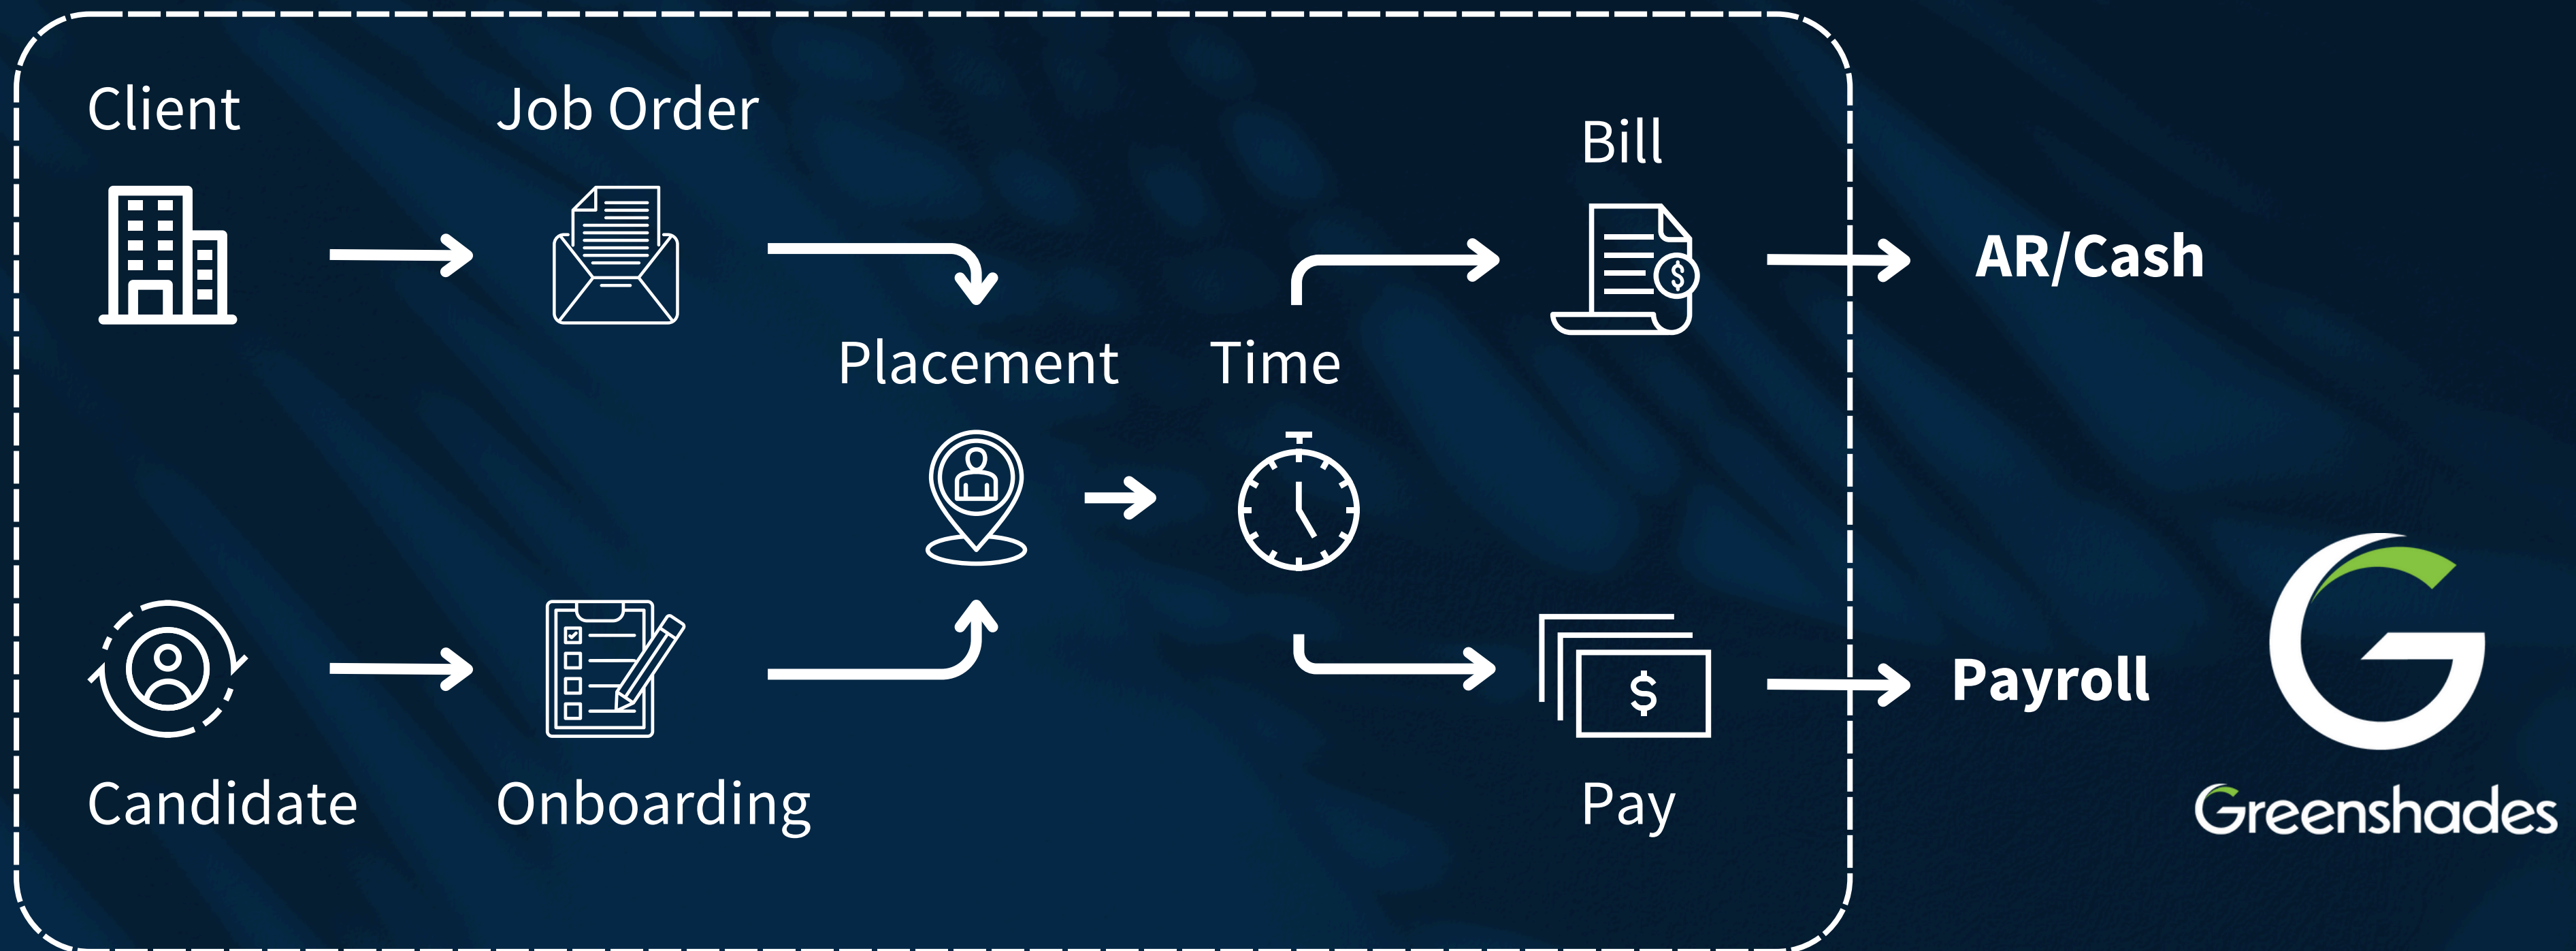 Client
Job Order
Bill
$
AR/Cash
Placement
Time
$
Payroll
Candidate
Onboarding
Pay
G
Greenshades